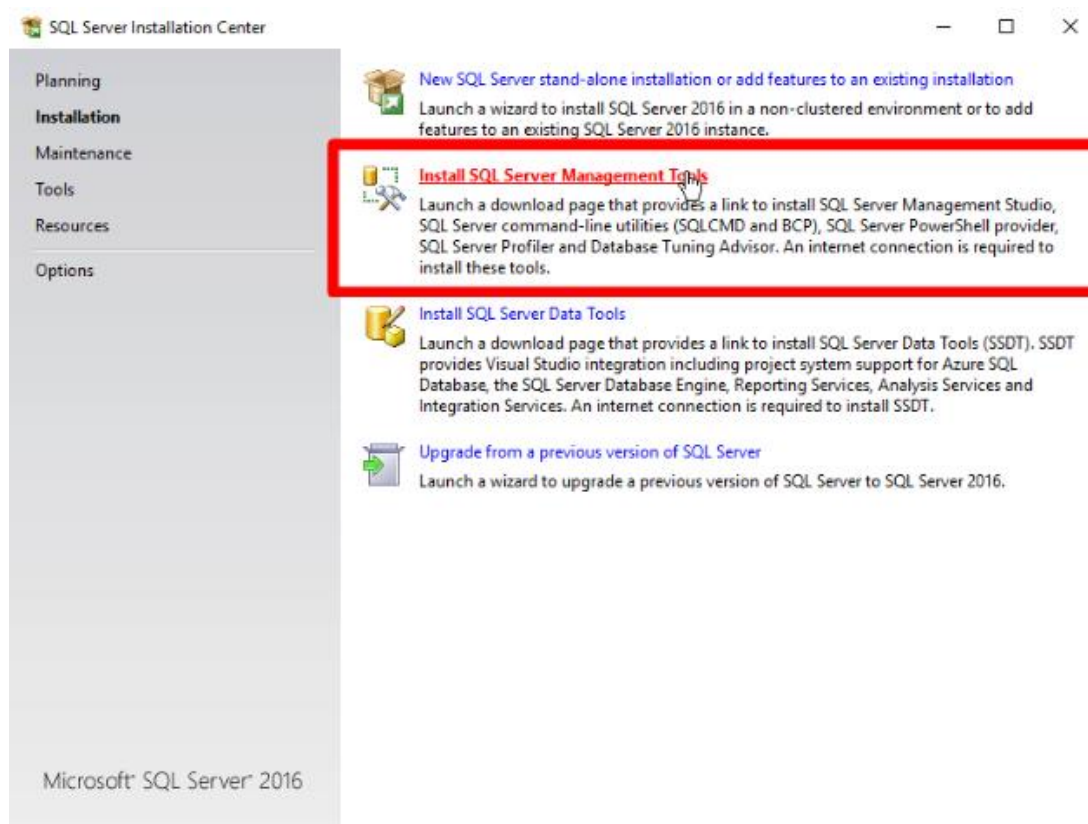 SQL Server Installation Center
Planning
Installation
Maintenance
Tools
Resources
Options
New SQL Server stand-alone installation or add features to an existing installation
Launch a wizard to install SQL Server 2016 in a non-clustered environment or to add
features to an existing SQL Server 2016 instance.
Install SQL Server Management Tools
Launch a download page that provides a link to install SQL Server Management Studio,
SQL Server command-line utilities (SQLCMD and BCP), SQL Server PowerShell provider,
SQL Server Profiler and Database Tuning Advisor. An internet connection is required to
install these tools.
Install SQL Server Data Tools
Launch a download page that provides a link to install SQL Server Data Tools (SSDT). SSDT
provides Visual Studio integration including project system support for Azure SQL
Database, the SQL Server Database Engine, Reporting Services, Analysis Services and
Integration Services. An internet connection is required to install SSDT.
Upgrade from a previous version of SQL Server
Launch a wizard to upgrade a previous version of SQL Server to SQL Server 2016.
Microsoft® SQL Server® 2016